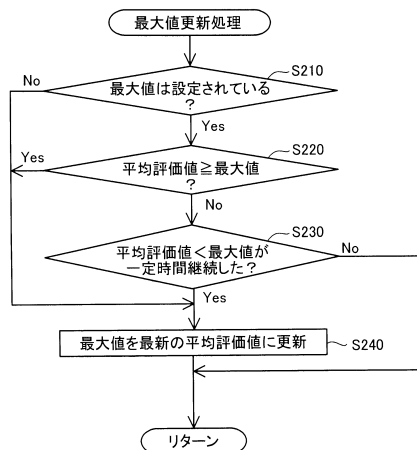 最大値更新処理
S210
No
最大値は設定されている
?
Yes
S220
Yes
平均評価値≧最大値
?
No
S230
平均評価値<最大値が
一定時間継続した?
No
Yes
最大値を最新の平均評価値に更新
S240
リターン